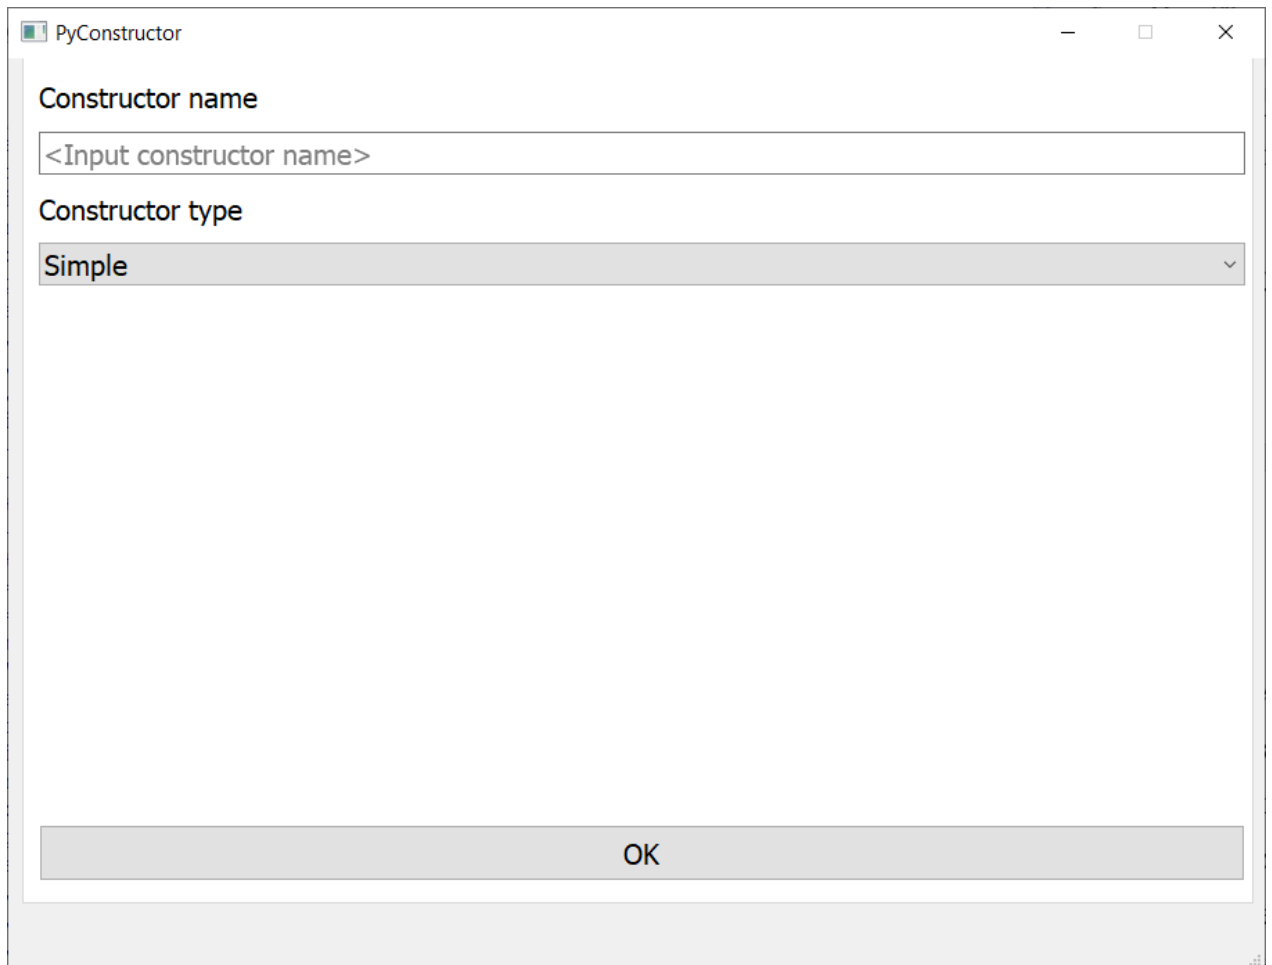 PyConstructor
Constructor name
<Input constructor name>
Constructor type
Simple
OK